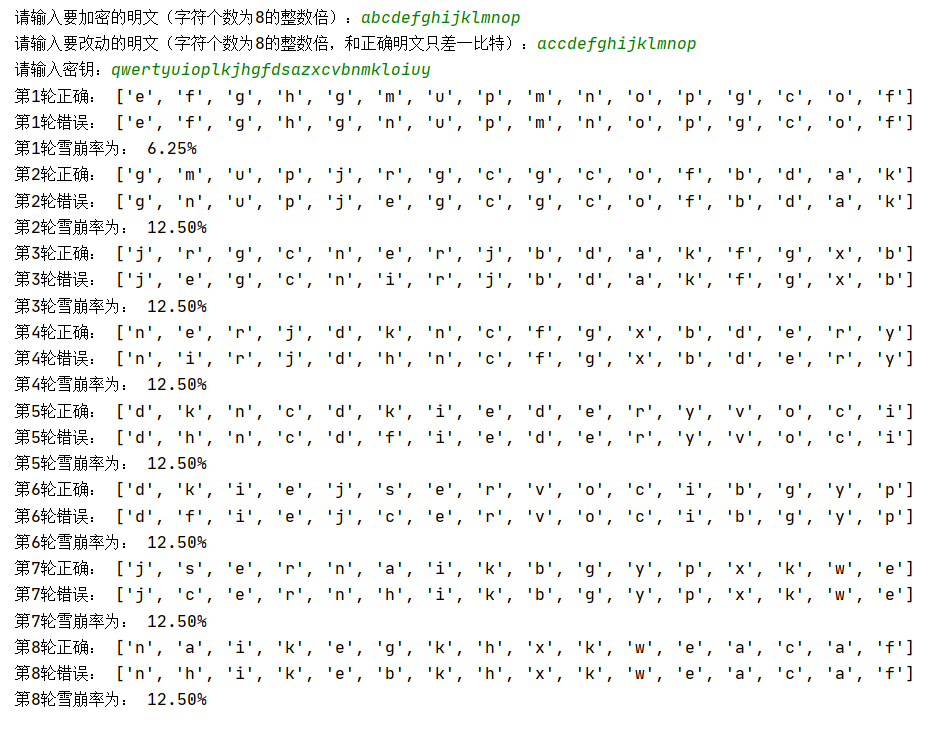 请输入要加密的明文（字符个数为8的整数倍）：abcdefghijklmnop
请输入要改动的明文（字符个数为8的整数倍，和正确明文只差一比特）：accdefghijklmnop
请输入密钥：qwertyuioplkjhgfdsazxcvbnmkloiuy
第1轮正确： ['e', 'f', 'g', 'h', 'g', 'm', 'u', 'p', 'm', 'n', 'o', 'p', 'g', 'c', 'o', 'f']
第1轮错误： ['e', 'f', 'g', 'h', 'g', 'n', 'u', 'p', 'm', 'n', 'o', 'p', 'g', 'c', 'o', 'f']
第1轮雪崩率为： 6.25%
第2轮正确： ['g', 'm', 'u', 'p', 'j', 'r', 'g', 'c', 'g', 'c', 'o', 'f', 'b', 'd', 'a', 'k']
第2轮错误： ['g', 'n', 'u', 'p', 'j', 'e', 'g', 'c', 'g', 'c', 'o', 'f', 'b', 'd', 'a', 'k']
第2轮雪崩率为： 12.50%
第3轮正确： ['j', 'r', 'g', 'c', 'n', 'e', 'r', 'j', 'b', 'd', 'a', 'k', 'f', 'g', 'x', 'b']
第3轮错误： ['j', 'e', 'g', 'c', 'n', 'i', 'r', 'j', 'b', 'd', 'a', 'k', 'f', 'g', 'x', 'b']
第3轮雪崩率为： 12.50%
第4轮正确： ['n', 'e', 'r', 'j', 'd', 'k', 'n', 'c', 'f', 'g', 'x', 'b', 'd', 'e', 'r', 'y']
第4轮错误： ['n', 'i', 'r', 'j', 'd', 'h', 'n', 'c', 'f', 'g', 'x', 'b', 'd', 'e', 'r', 'y']
第4轮雪崩率为： 12.50%
第5轮正确： ['d', 'k', 'n', 'c', 'd', 'k', 'i', 'e', 'd', 'e', 'r', 'y', 'v', 'o', 'c', 'i']
第5轮错误： ['d', 'h', 'n', 'c', 'd', 'f', 'i', 'e', 'd', 'e', 'r', 'y', 'v', 'o', 'c', 'i']
第5轮雪崩率为： 12.50%
第6轮正确： ['d', 'k', 'i', 'e', 'j', 's', 'e', 'r', 'v', 'o', 'c', 'i', 'b', 'g', 'y', 'p']
第6轮错误： ['d', 'f', 'i', 'e', 'j', 'c', 'e', 'r', 'v', 'o', 'c', 'i', 'b', 'g', 'y', 'p']
第6轮雪崩率为： 12.50%
第7轮正确： ['j', 's', 'e', 'r', 'n', 'a', 'i', 'k', 'b', 'g', 'y', 'p', 'x', 'k', 'w', 'e']
第7轮错误： ['j', 'c', 'e', 'r', 'n', 'h', 'i', 'k', 'b', 'g', 'y', 'p', 'x', 'k', 'w', 'e']
第7轮雪崩率为： 12.50%
第8轮正确： ['n', 'a', 'i', 'k', 'e', 'g', 'k', 'h', 'x', 'k', 'w', 'e', 'a', 'c', 'a', 'f']
第8轮错误： ['n', 'h', 'i', 'k', 'e', 'b', 'k', 'h', 'x', 'k', 'w', 'e', 'a', 'c', 'a', 'f']
第8轮雪崩率为： 12.50%